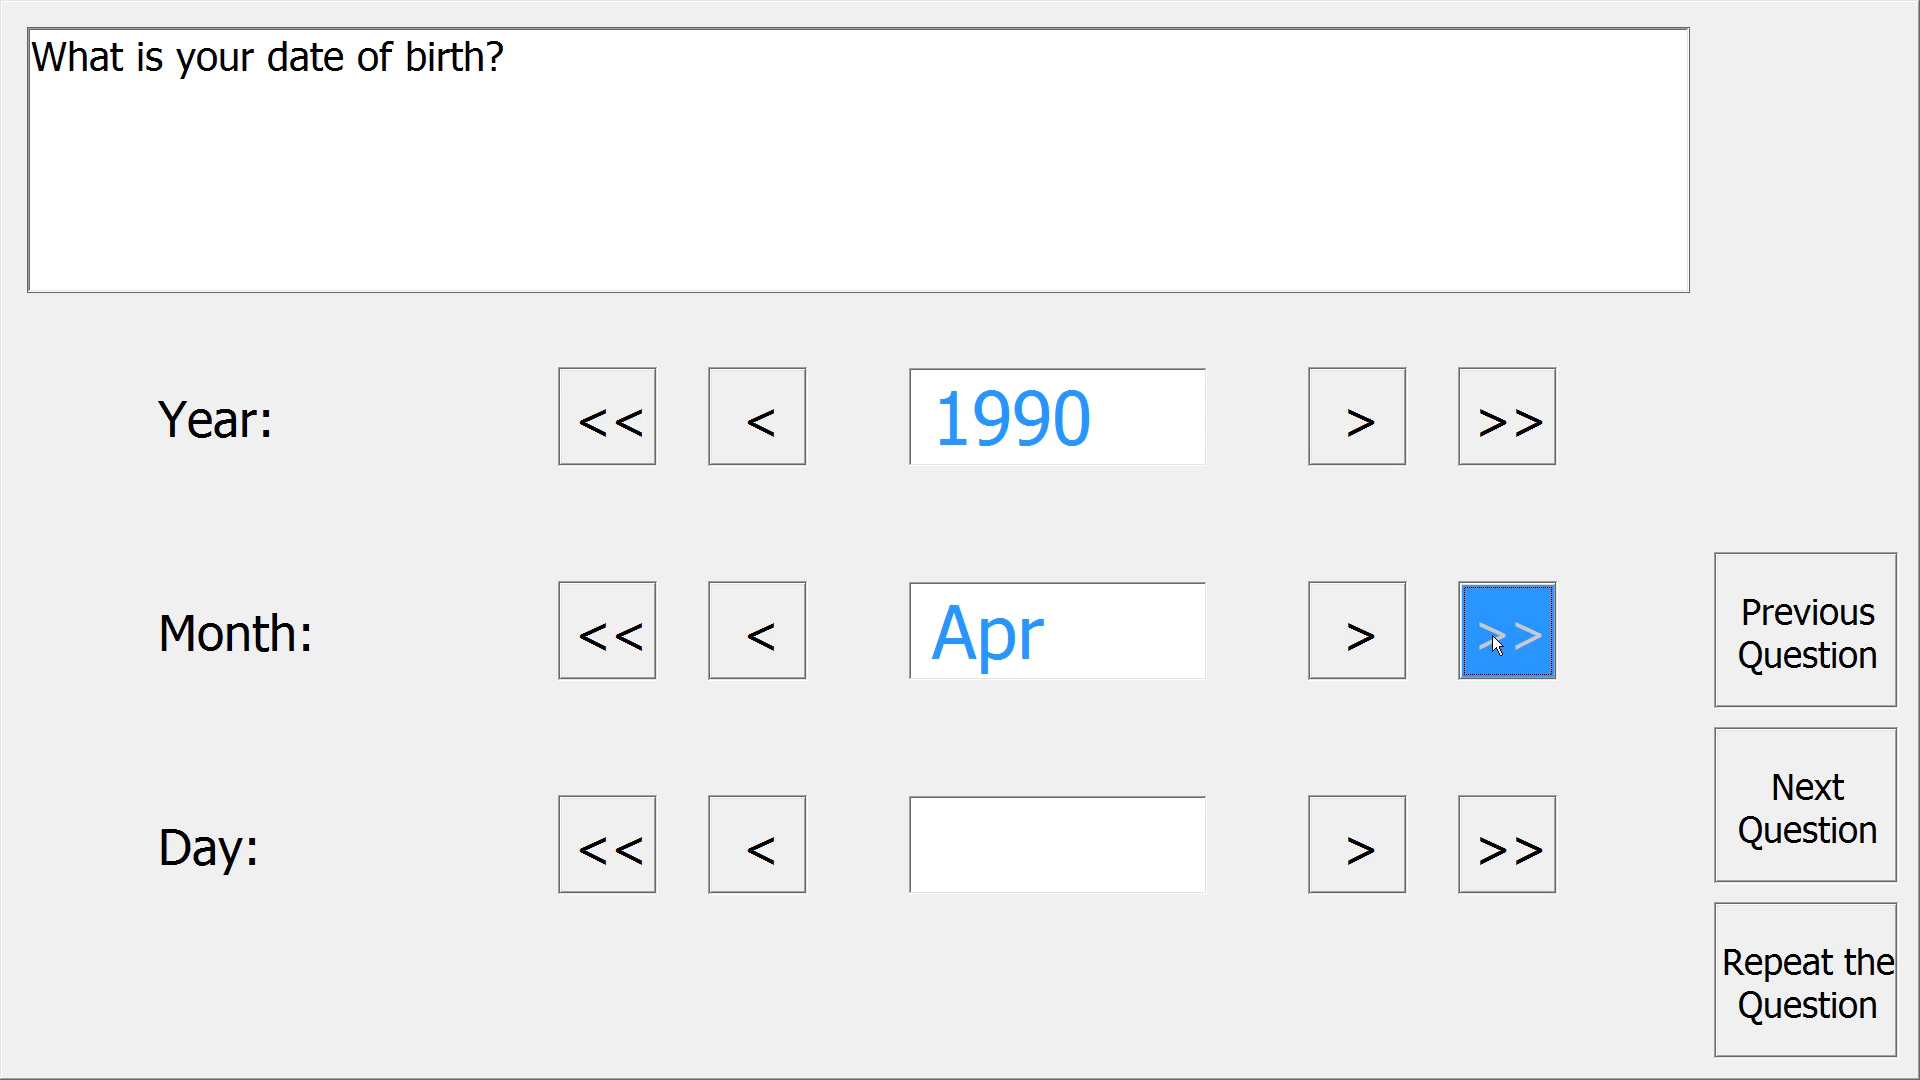 What is your date of birth?
Year: << < 1990 > >>
Month: << < Apr > >>
Day: << < > >>
Previous
Question
Next
Question
Repeat the
Question